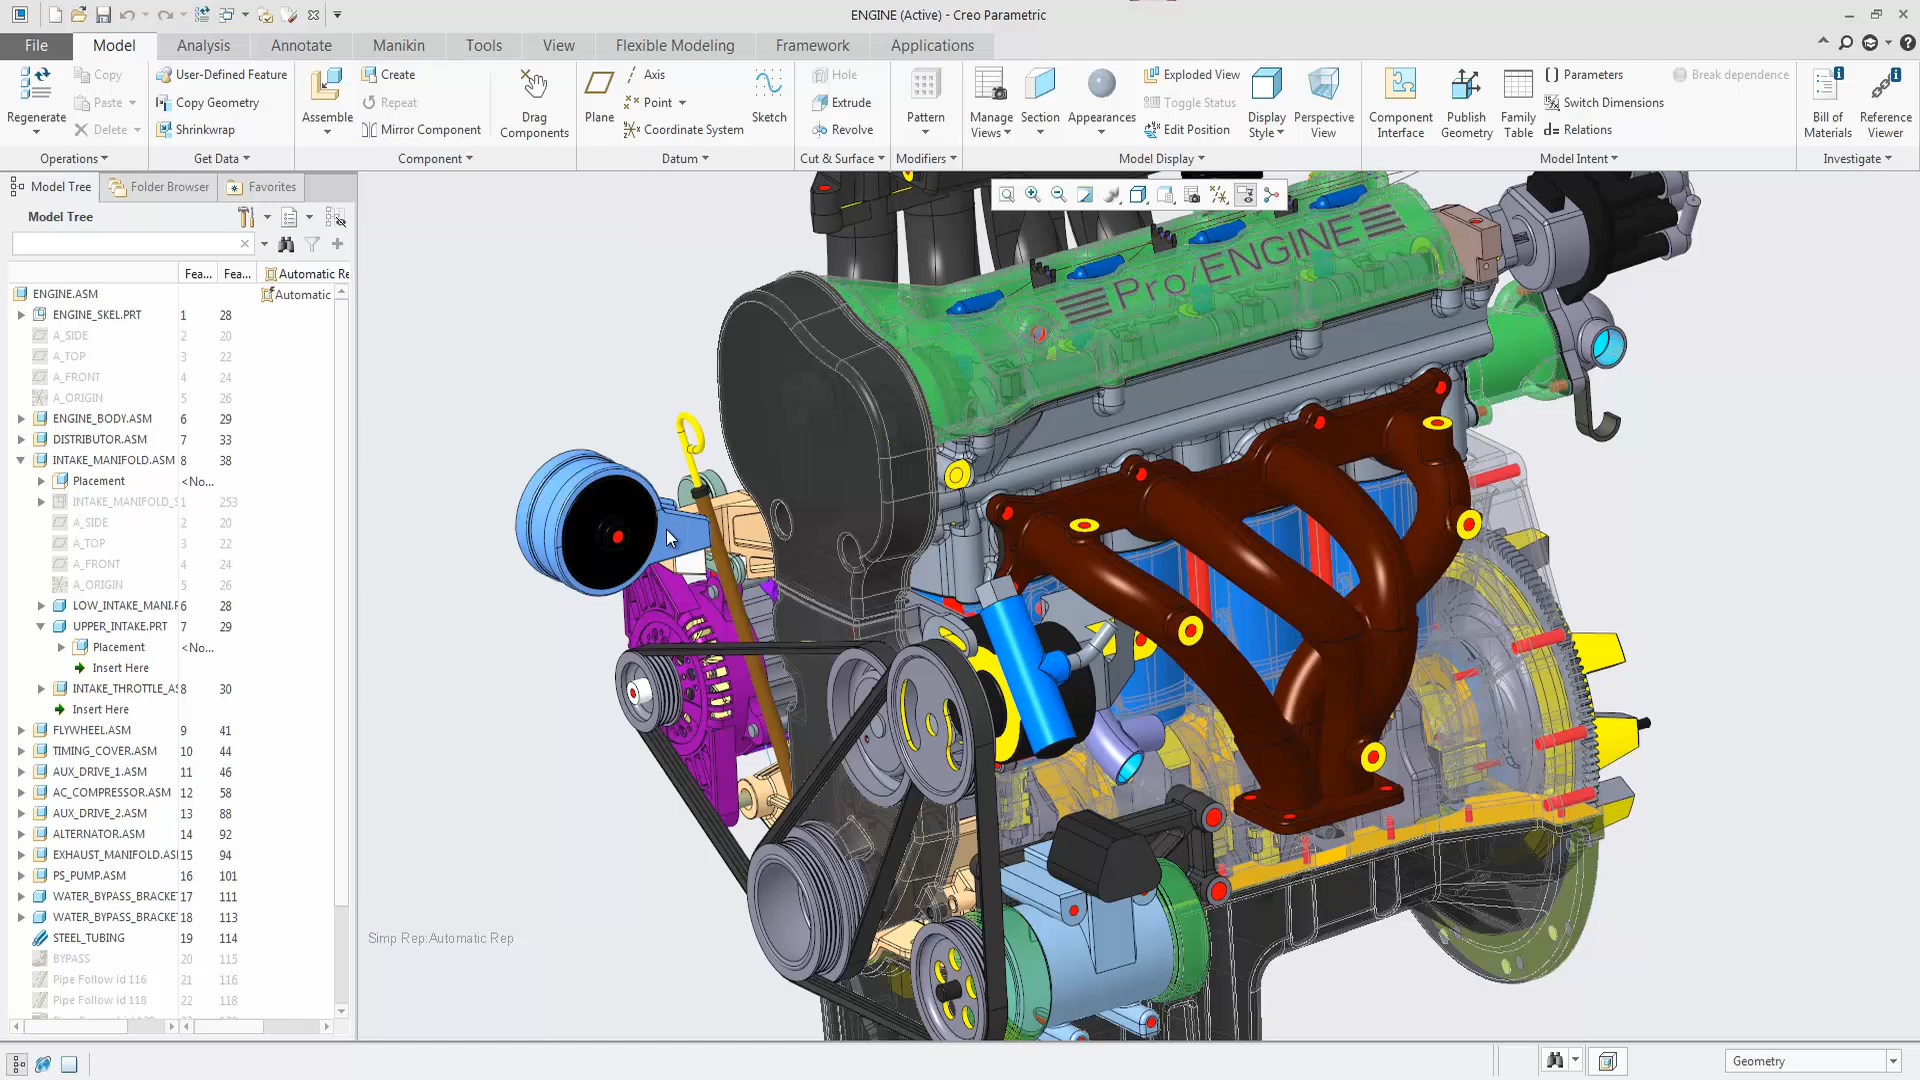 ENGINE (Active) - Creo Parametric
File Model Analysis Annotate Manikin Tools View Flexible Modeling Framework Applications
Copy User-Defined Feature Create Axis Hole Exploded View Parameters Break dependence
Paste Copy Geometry Repeat Point Extrude Toggle Status Switch Dimensions
Regenerate Assemble Drag Plane Sketch Pattern Manage Section Appearances Display Perspective Component Publish Family Bill of Reference
Delete Shrinkwrap Mirror Component Components Coordinate System Revolve Views Edit Position Style View Interface Geometry Table Relations Materials Viewer
Operations Get Data Component Datum Cut & Surface Modifiers Model Display Model Intent Investigate
Model Tree Folder Browser Favorites
Model Tree
Fea... Fea... Automatic Re
ENGINE.ASM Automatic
ENGINE_SKEL.PRT 1 28
A_SIDE 2 20
A_TOP 3 22
A_FRONT 4 24
A_ORIGIN 5 26
ENGINE_BODY.ASM 6 29
DISTRIBUTOR.ASM 7 33
INTAKE_MANIFOLD.ASM 8 38
Placement <No...
INTAKE_MANIFOLD_S 1 253
A_SIDE 2 20
A_TOP 3 22
A_FRONT 4 24
A_ORIGIN 5 26
LOW_INTAKE_MANI.P 6 28
UPPER_INTAKE.PRT 7 29
Placement <No...
Insert Here
INTAKE_THROTTLE_AS 8 30
Insert Here
FLYWHEEL.ASM 9 41
TIMING_COVER.ASM 10 44
AUX_DRIVE_1.ASM 11 46
AC_COMPRESSOR.ASM 12 58
AUX_DRIVE_2.ASM 13 88
ALTERNATOR.ASM 14 92
EXHAUST_MANIFOLD.ASI 15 94
PS_PUMP.ASM 16 101
WATER_BYPASS_BRACKET 17 111
WATER_BYPASS_BRACKET 18 113
STEEL_TUBING 19 114
BYPASS 20 115
Pipe Follow id 116 21 116
Pipe Follow id 118 22 118
Pro/ENGINE
Simp Rep:Automatic Rep
Geometry